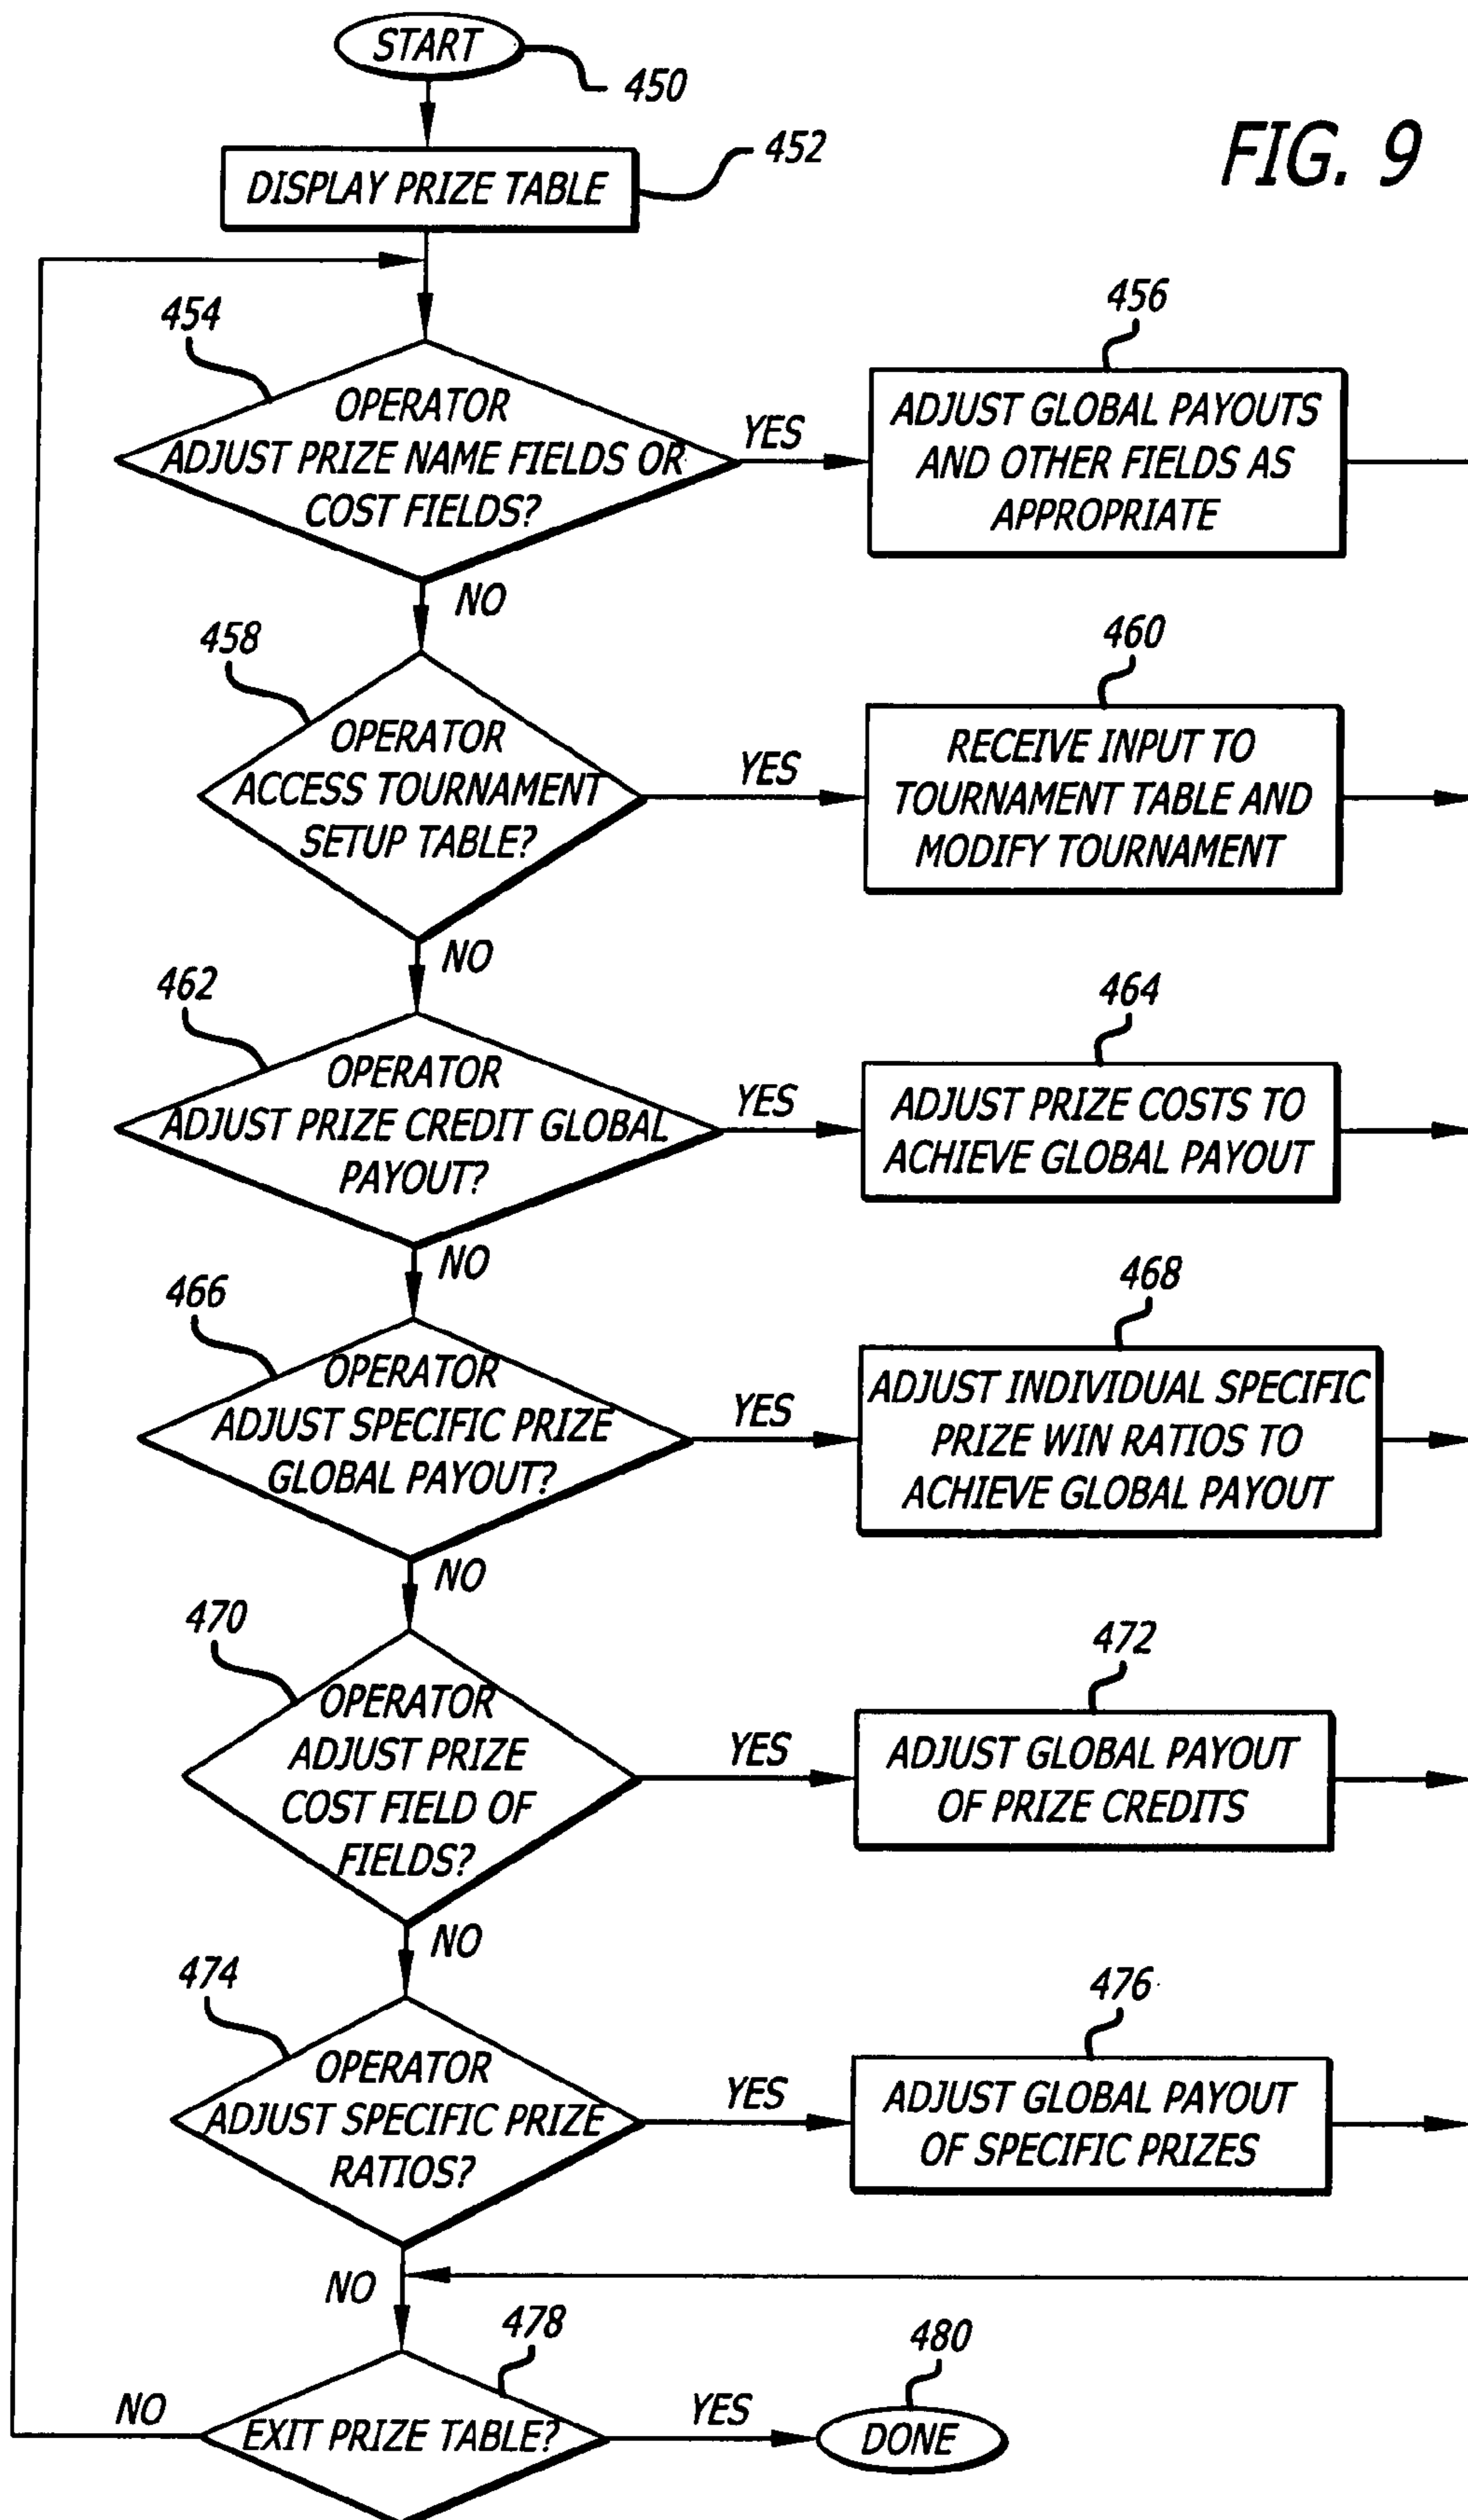 START
450
FIG. 9
452
DISPLAY PRIZE TABLE
454
456
OPERATOR
ADJUST PRIZE NAME FIELDS OR
COST FIELDS?
YES
ADJUST GLOBAL PAYOUTS
AND OTHER FIELDS AS
APPROPRIATE
NO
458
460
OPERATOR
ACCESS TOURNAMENT
SETUP TABLE?
YES
RECEIVE INPUT TO
TOURNAMENT TABLE AND
MODIFY TOURNAMENT
NO
462
464
OPERATOR
ADJUST PRIZE CREDIT GLOBAL
PAYOUT?
YES
ADJUST PRIZE COSTS TO
ACHIEVE GLOBAL PAYOUT
NO
466
468
OPERATOR
ADJUST SPECIFIC PRIZE
GLOBAL PAYOUT?
YES
ADJUST INDIVIDUAL SPECIFIC
PRIZE WIN RATIOS TO
ACHIEVE GLOBAL PAYOUT
NO
470
472
OPERATOR
ADJUST PRIZE
COST FIELD OF
FIELDS?
YES
ADJUST GLOBAL PAYOUT
OF PRIZE CREDITS
NO
474
476
OPERATOR
ADJUST SPECIFIC PRIZE
RATIOS?
YES
ADJUST GLOBAL PAYOUT
OF SPECIFIC PRIZES
NO
478
480
NO
EXIT PRIZE TABLE?
YES
DONE